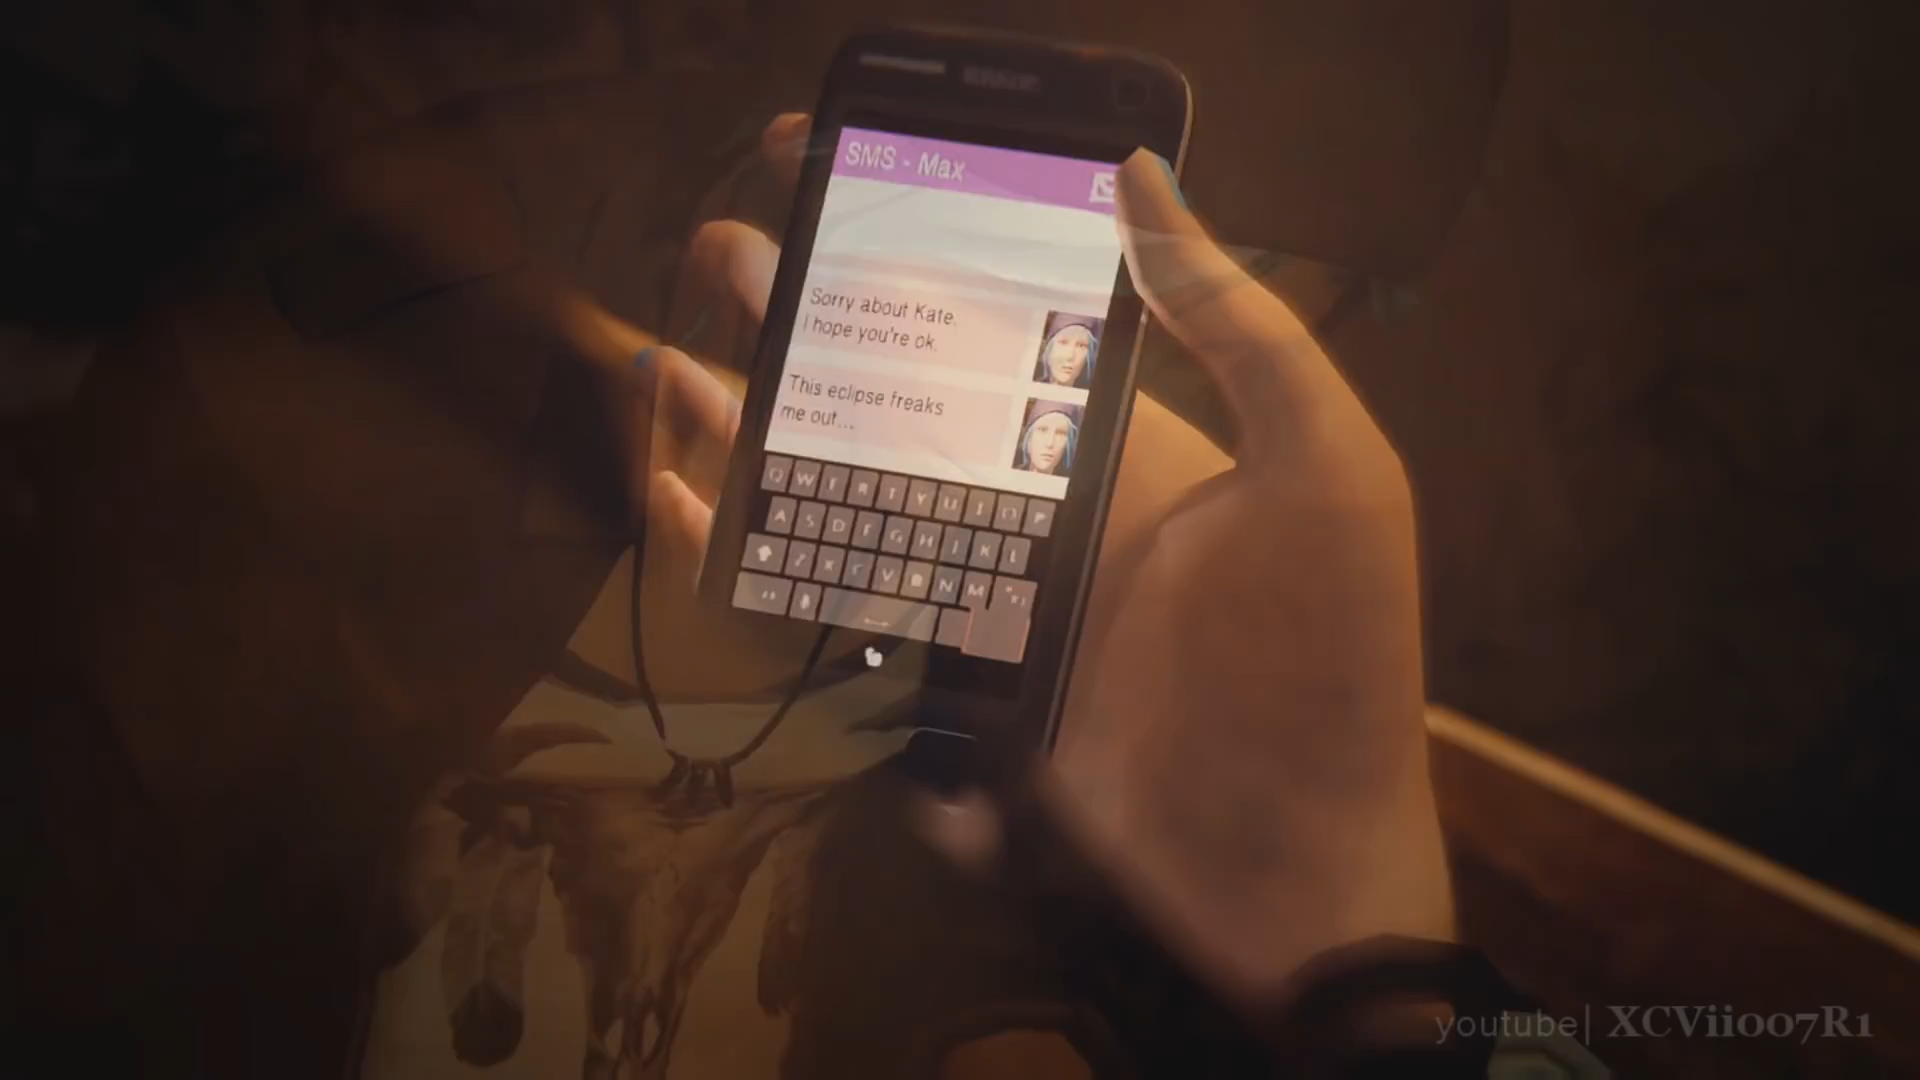 SMS - Max
Sorry about Kate.
I hope you're ok.
This eclipse freaks
me out...
Q W E R T Y U I O P
A S D F G H J K L
Z X C V B N M
youtube| XCVii007R1